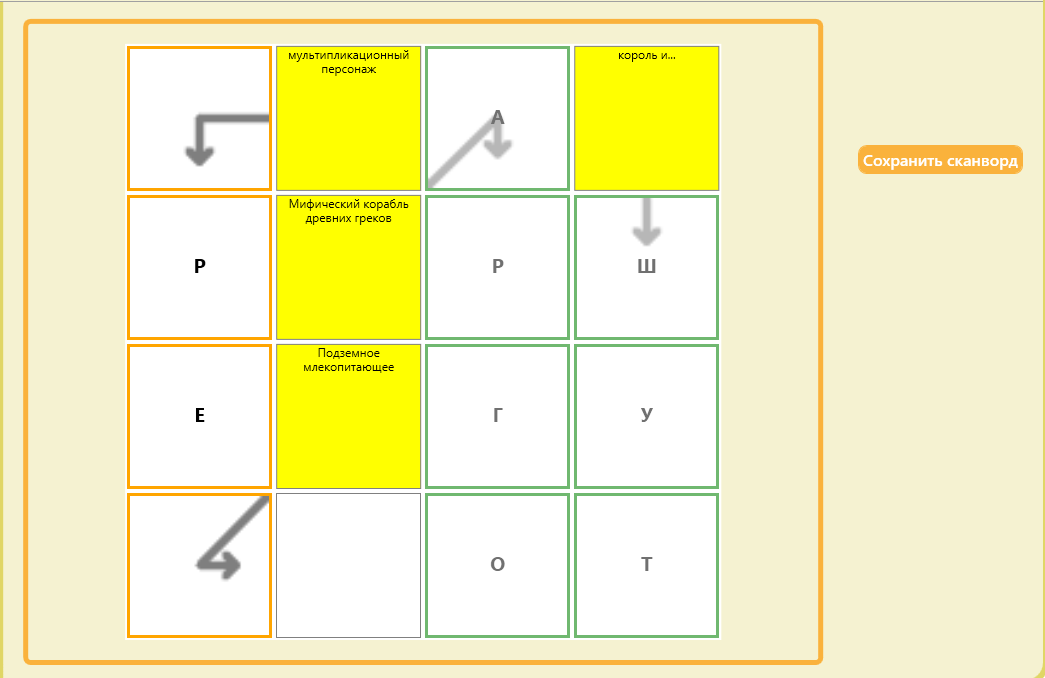 мультипликационный
персонаж
А
король и...
Сохранить сканворд
Р
Мифический корабль
древних греков
Р
Ш
Е
Подземное
млекопитающее
Г
У
О
Т